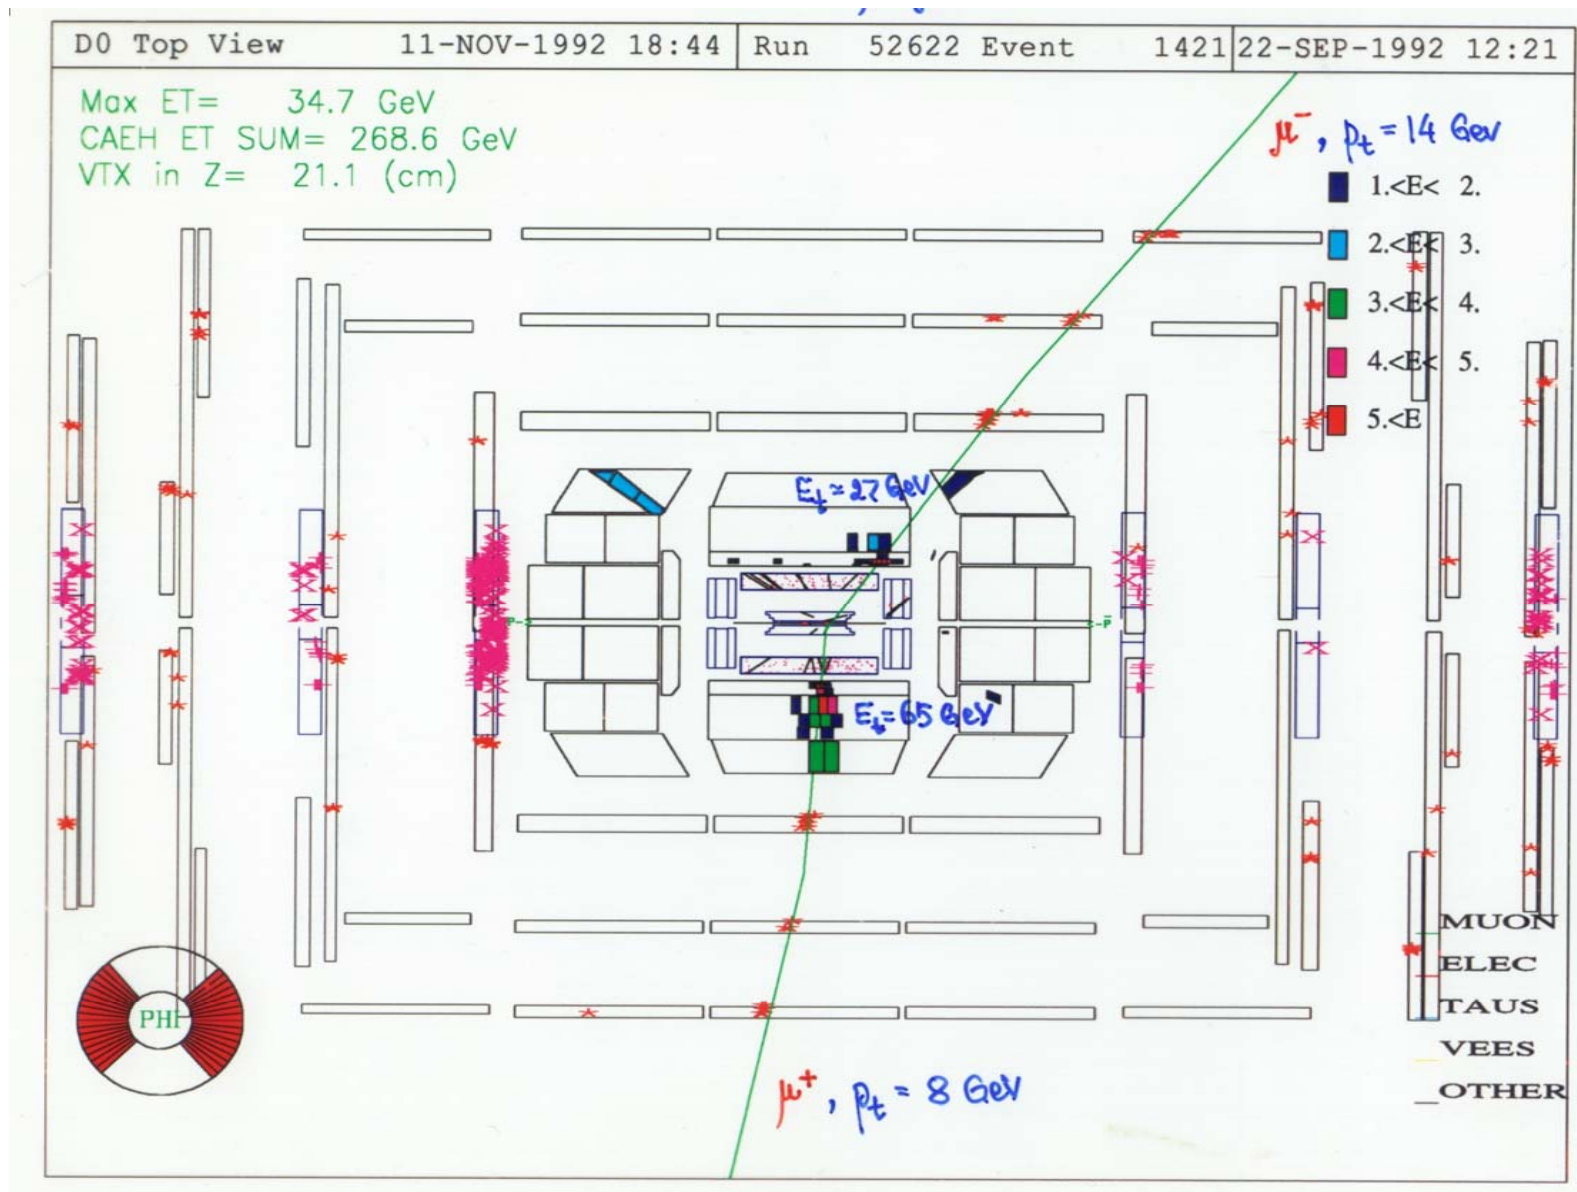 D0 Top View 11-NOV-1992 18:44 Run 52622 Event 1421 22-SEP-1992 12:21
Max ET= 34.7 GeV
CAEH ET SUM= 268.6 GeV
VTX in Z= 21.1 (cm)
μ⁻, pₜ = 14 GeV
1.<E< 2.
2.<E< 3.
3.<E< 4.
4.<E< 5.
5.<E
Eₜ≃27 GeV
Eₜ=65 GeV
PHI
MUON
ELEC
TAUS
VEES
OTHER
μ⁺, pₜ = 8 GeV